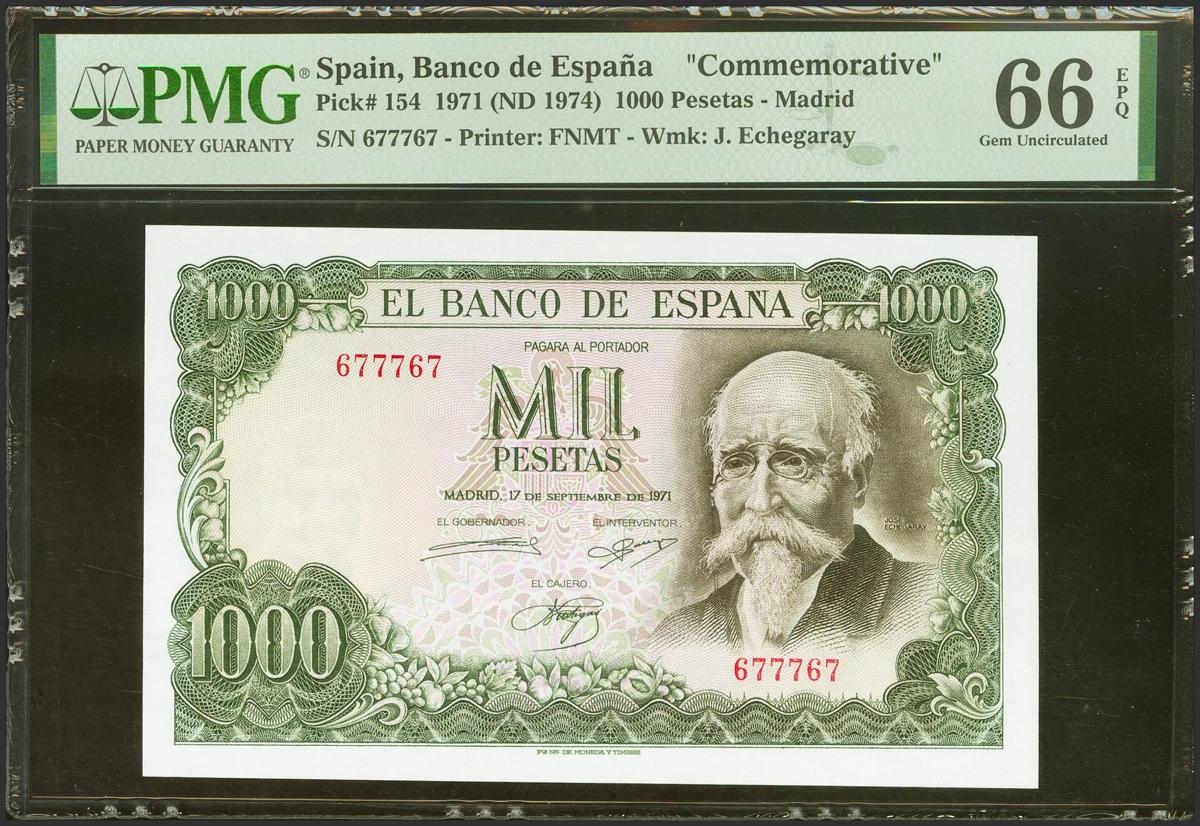 PMG®
PAPER MONEY GUARANTY
Spain, Banco de España "Commemorative"
Pick# 154 1971 (ND 1974) 1000 Pesetas - Madrid
S/N 677767 - Printer: FNMT - Wmk: J. Echegaray
66 EPQ
Gem Uncirculated
1000
EL BANCO DE ESPAÑA
1000
PAGARA AL PORTADOR
677767
MIL
PESETAS
MADRID, 17 DE SEPTIEMBRE DE 1971
EL GOBERNADOR,
EL INTERVENTOR,
JOSE
ECHEGARAY
EL CAJERO,
1000
677767
FCA NAL DE MONEDA Y TIMBRE